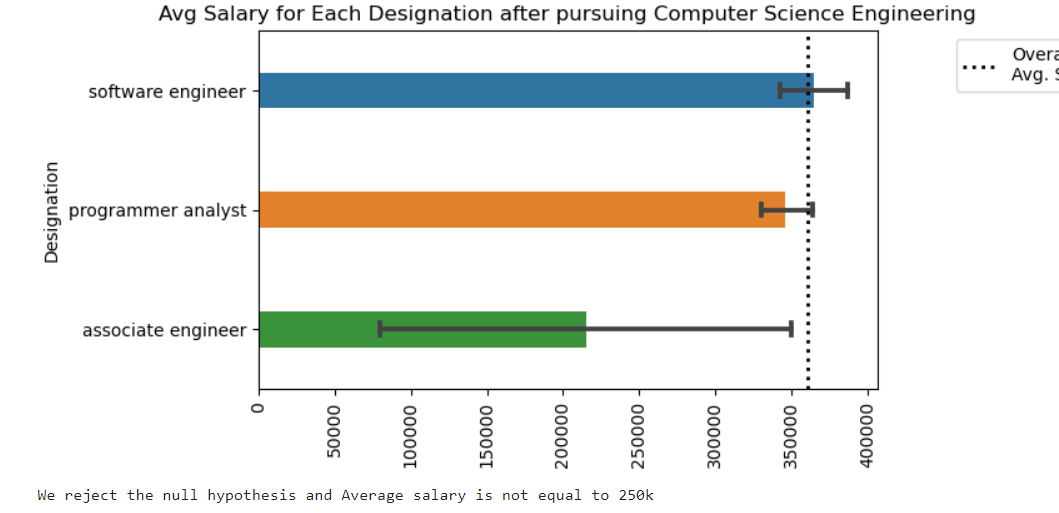 Avg Salary for Each Designation after pursuing Computer Science Engineering
Avg.
software engineer
programmer analyst
associate engineer
Designation
0
50000
100000
150000
200000
250000
300000
350000
400000
We reject the null hypothesis and Average salary is not equal to 250k